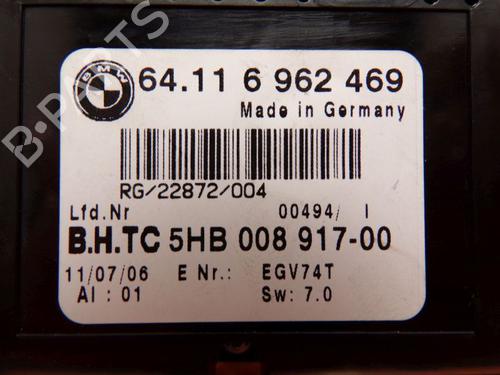 BMW
64.11 6 962 469
Made in Germany
RG/22872/004
Lfd.Nr 00494/ I
B.H.TC 5HB 008 917-00
11/07/06 E Nr.: EGV74T
AI : 01 Sw: 7.0
B-PARTS